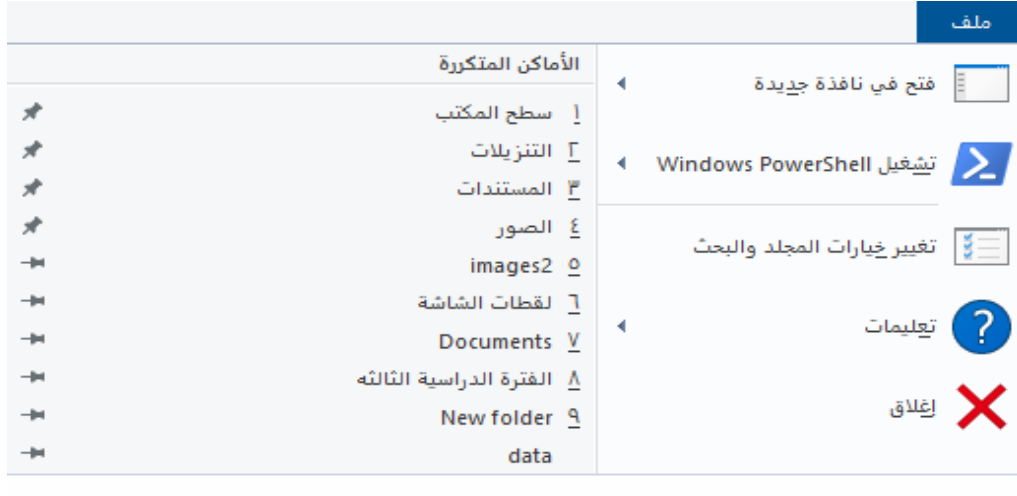 ملف
فتح في نافذة جديدة
تشغيل Windows PowerShell
تغيير خيارات المجلد والبحث
تعليمات
إغلاق
الأماكن المتكررة
١ سطح المكتب
٢ التنزيلات
٣ المستندات
٤ الصور
٥ images2
٦ لقطات الشاشة
٧ Documents
٨ الفترة الدراسية الثالثه
٩ New folder
data